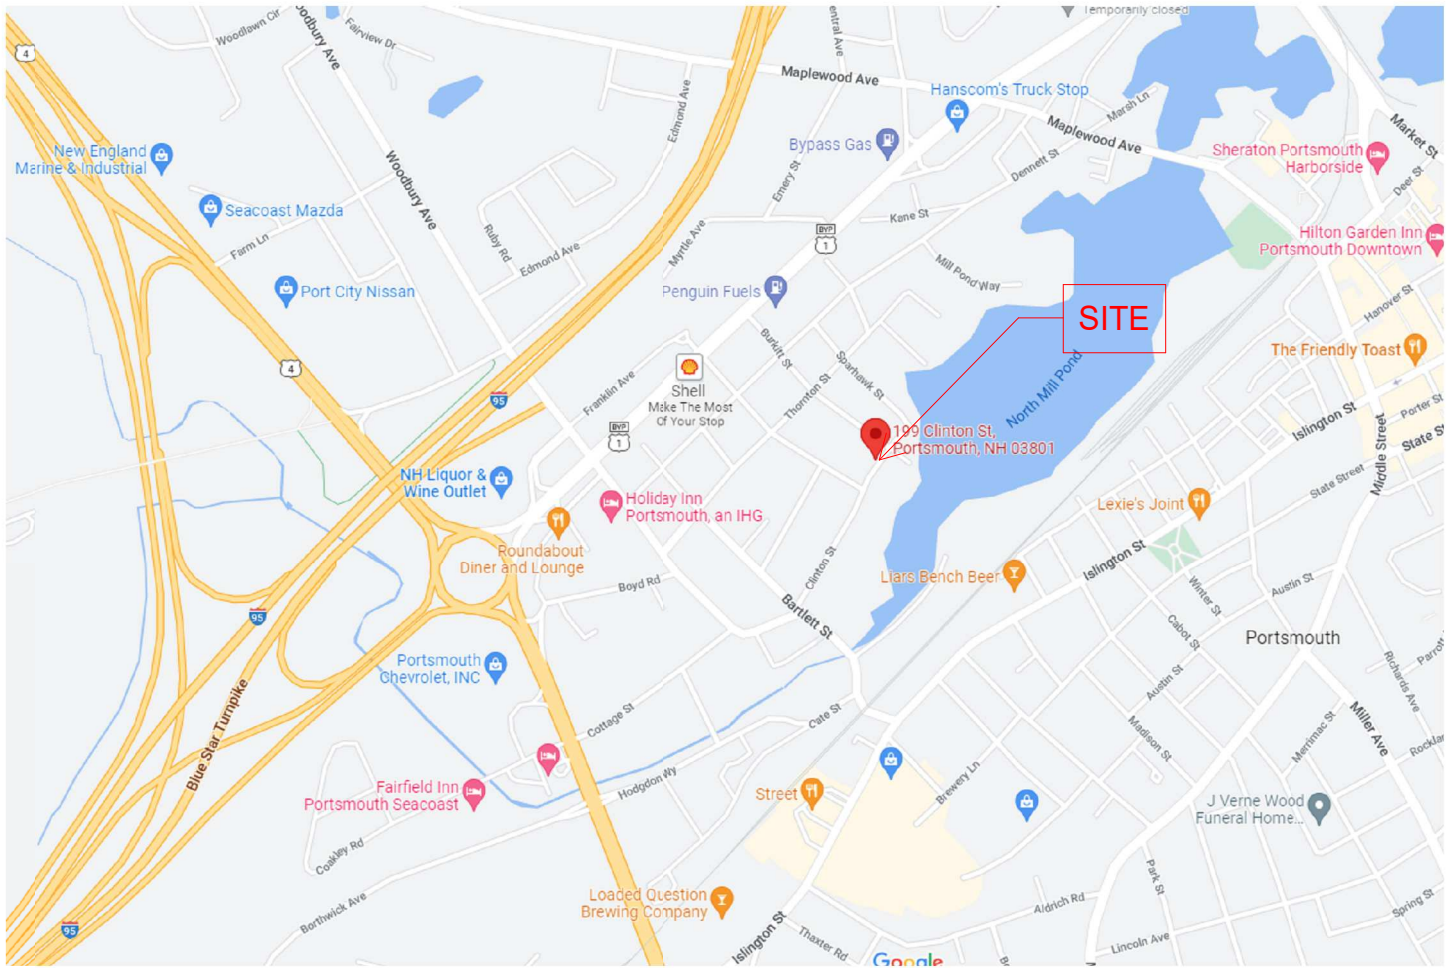 Temporarily closed
Woodlawn Cir
Fairview Dr
entral Ave
4
oodbury Ave
Maplewood Ave
Hanscom's Truck Stop
Marsh Ln
Edmond Ave
Maplewood Ave
Market St
New England
Marine & Industrial
Bypass Gas
Dennett St
Sheraton Portsmouth
Harborside
Woodbury Ave
Emery St
Deer St
Seacoast Mazda
Kane St
Farm Ln
Ruby Rd
Edmond Ave
Myrtle Ave
BYP
1
Hilton Garden Inn
Portsmouth Downtown
Mill Pond Way
Port City Nissan
Penguin Fuels
Hanover St
SITE
Burkitt St
Sparhawk St
The Friendly Toast
4
Shell
Make The Most
Of Your Stop
Franklin Ave
Thornton St
North Mill Pond
95
Islington St
Porter St
State S
Middle Street
BYP
1
199 Clinton St,
Portsmouth, NH 03801
NH Liquor &
Wine Outlet
Holiday Inn
Portsmouth, an IHG
State Street
Lexie's Joint
Roundabout
Diner and Lounge
Clinton St
Islington St
Boyd Rd
Liars Bench Beer
Winter St
Austin St
95
Bartlett St
Cabot St
Portsmouth
Portsmouth
Chevrolet, INC
Parrott
Richards Ave
Austin St
Blue Star Turnpike
Cottage St
Cate St
Madison St
Merrimac St
Miller Ave
Rockla
Fairfield Inn
Portsmouth Seacoast
Hodgdon Wy
Street
Brewery Ln
J Verne Wood
Funeral Home...
Coakley Rd
Park St
Loaded Question
Brewing Company
Borthwick Ave
Aldrich Rd
Spring St
95
Islington St
Thaxter Rd
Lincoln Ave
Google